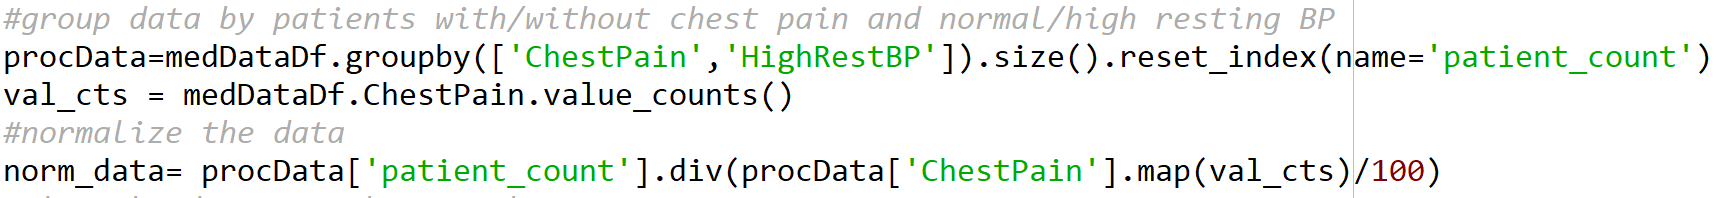 #group data by patients with/without chest pain and normal/high resting BP
procData=medDataDf.groupby(['ChestPain','HighRestBP']).size().reset_index(name='patient_count')
val_cts = medDataDf.ChestPain.value_counts()
#normalize the data
norm_data= procData['patient_count'].div(procData['ChestPain'].map(val_cts)/100)